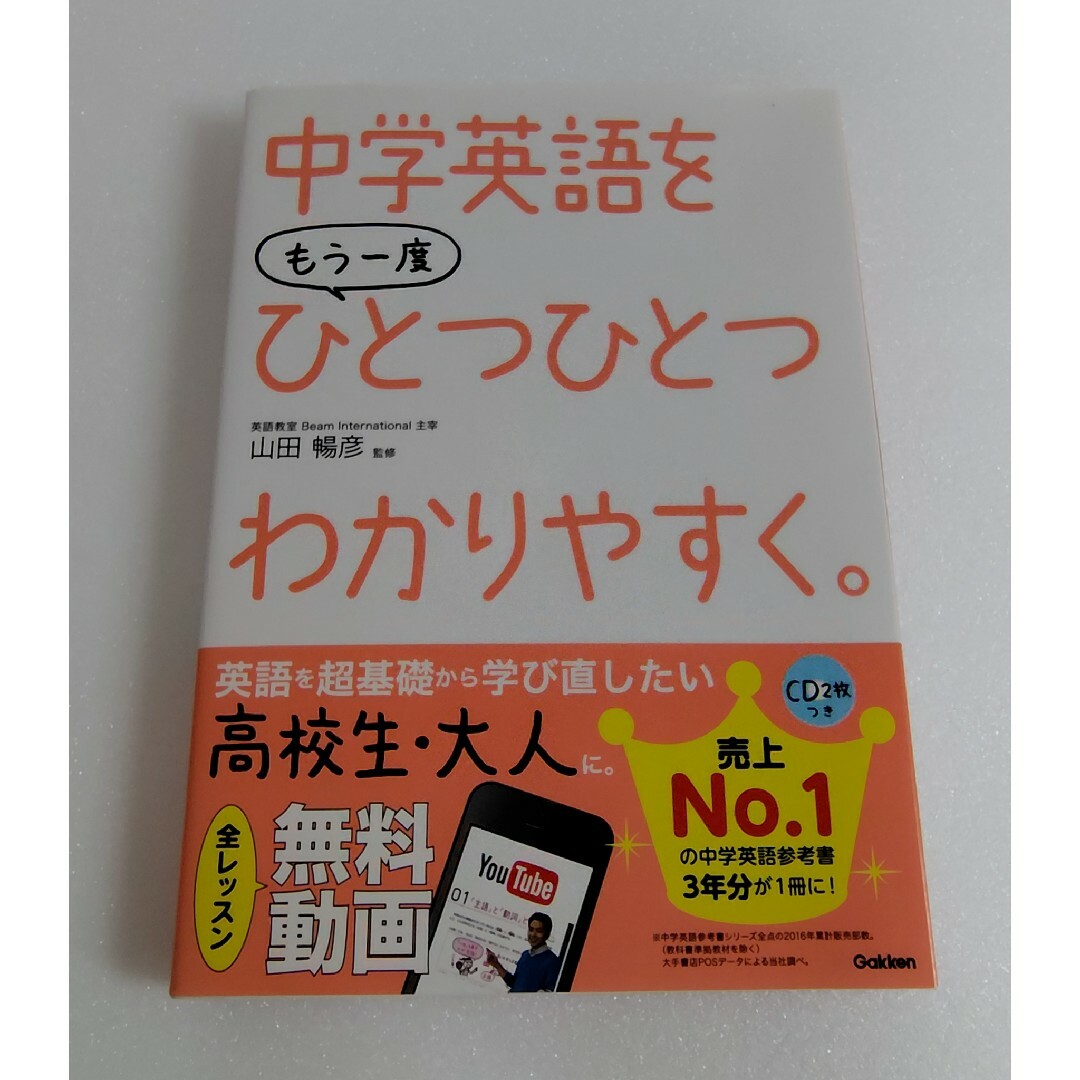 中学英語を
もう一度
ひとつひとつ
英語教室 Beam International 主宰
山田 暢彦 監修
わかりやすく。
英語を超基礎から学び直したい
高校生・大人に。
CD2枚
つき
売上
No.1
の中学英語参考書
3年分が1冊に!
全レッスン
無料
動画
YouTube
01「主語」と「動詞」と
※中学英語参考書シリーズ全点の2016年累計販売部数。
(教科書準拠教材を除く)
大手書店POSデータによる当社調べ。
Gakken